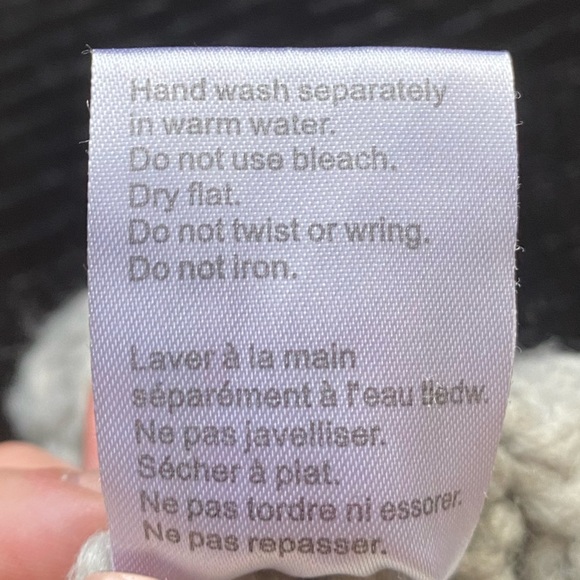 Hand wash separately
in warm water.
Do not use bleach.
Dry flat.
Do not twist or wring.
Do not iron.
Laver à la main
séparément à l'eau tiedw.
Ne pas javelliser.
Sécher à plat.
Ne pas tordre ni essorer.
Ne pas repasser.